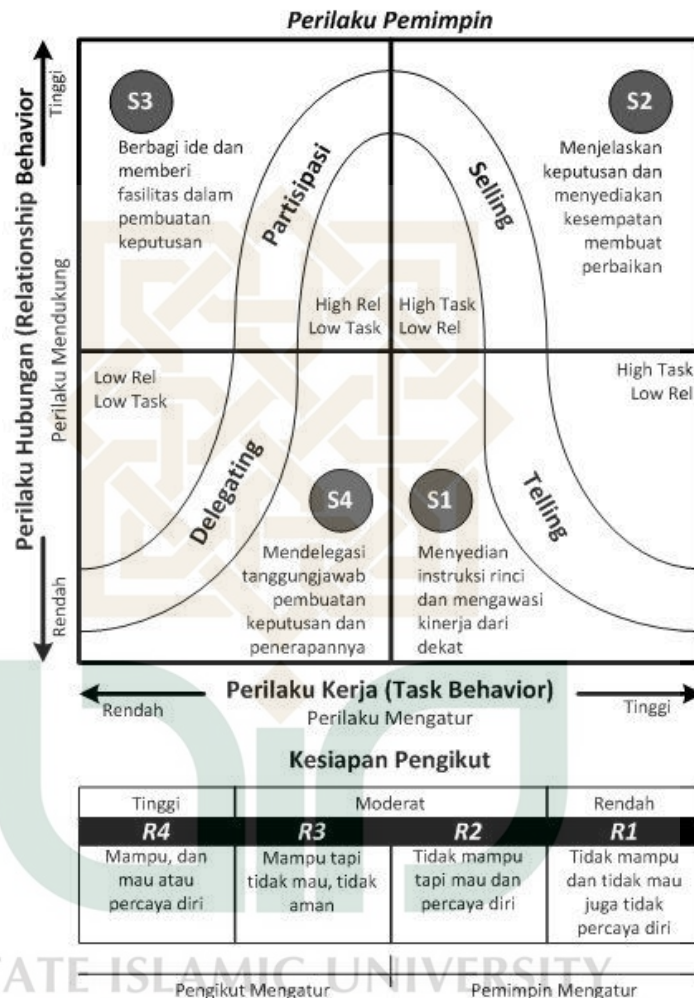 Perilaku Pemimpin
Perilaku Hubungan (Relationship Behavior
Perilaku Mendukung
Tinggi
Rendah
S3
Berbagi ide dan
memberi
fasilitas dalam
pembuatan
keputusan
Partisipasi
High Rel
Low Task
S2
Menjelaskan
keputusan dan
menyediakan
kesempatan
membuat
perbaikan
Selling
High Task
Low Rel
Low Rel
Low Task
Delegating
S4
Mendelegasi
tanggungjawab
pembuatan
keputusan dan
penerapannya
High Task
Low Rel
Telling
S1
Menyedian
instruksi rinci
dan mengawasi
kinerja dari
dekat
Perilaku Kerja (Task Behavior)
Rendah
Perilaku Mengatur
Tinggi
Kesiapan Pengikut
Tinggi
Moderat
Rendah
R4
R3
R2
R1
Mampu, dan
mau atau
percaya diri
Mampu tapi
tidak mau, tidak
aman
Tidak mampu
tapi mau dan
percaya diri
Tidak mampu
dan tidak mau
juga tidak
percaya diri
STATE ISLAMIC UNIVERSITY
Pengikut Mengatur
Pemimpin Mengatur